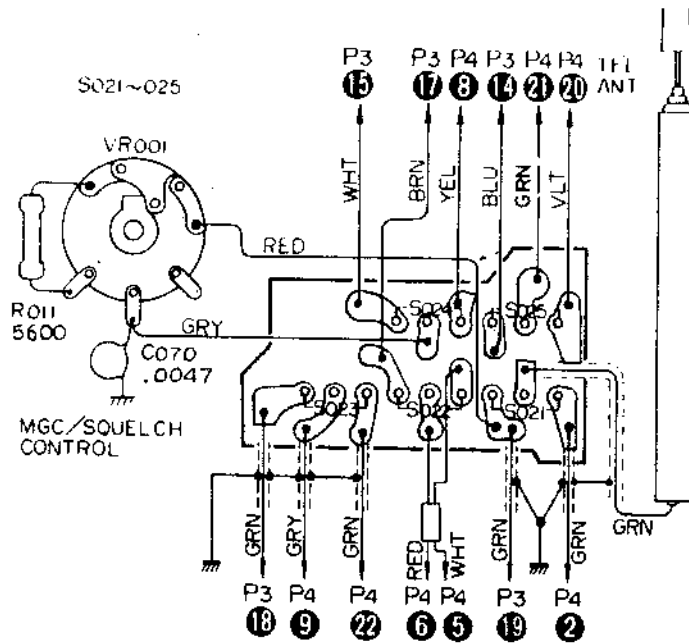 P3 P3 P4 P3 P4 P4 TEL
15 17 8 14 21 20 ANT
S021~025
VR001
WHT BRN YEL BLU GRN VLT
RED
R011
5600
GRY
C070
.0047
S024 S025
S023 S022 S021
MGC/SQUELCH
CONTROL
GRN GRY GRN RED WHT GRN GRN GRN
P3 P4 P4 P4 P4 P3 P4
18 9 22 6 5 19 2